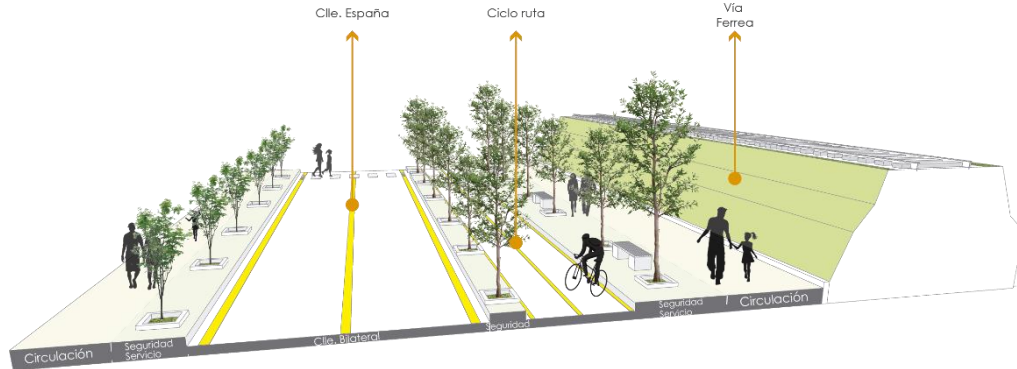 Clle. España
Ciclo ruta
Vía
Ferrea
Circulación
Seguridad
Servicio
Clle. Bilateral
Seguridad
Seguridad
Servicio
Circulación